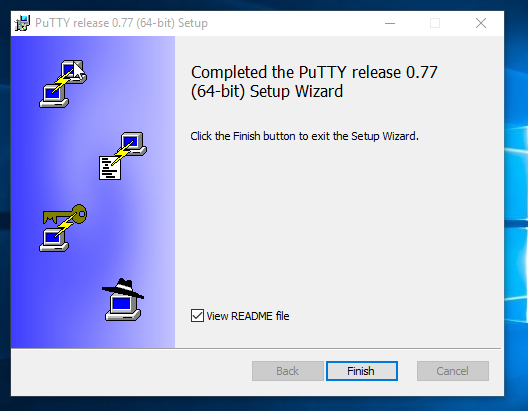 PuTTY release 0.77 (64-bit) Setup
Completed the PuTTY release 0.77
(64-bit) Setup Wizard
Click the Finish button to exit the Setup Wizard.
View README file
Back
Finish
Cancel